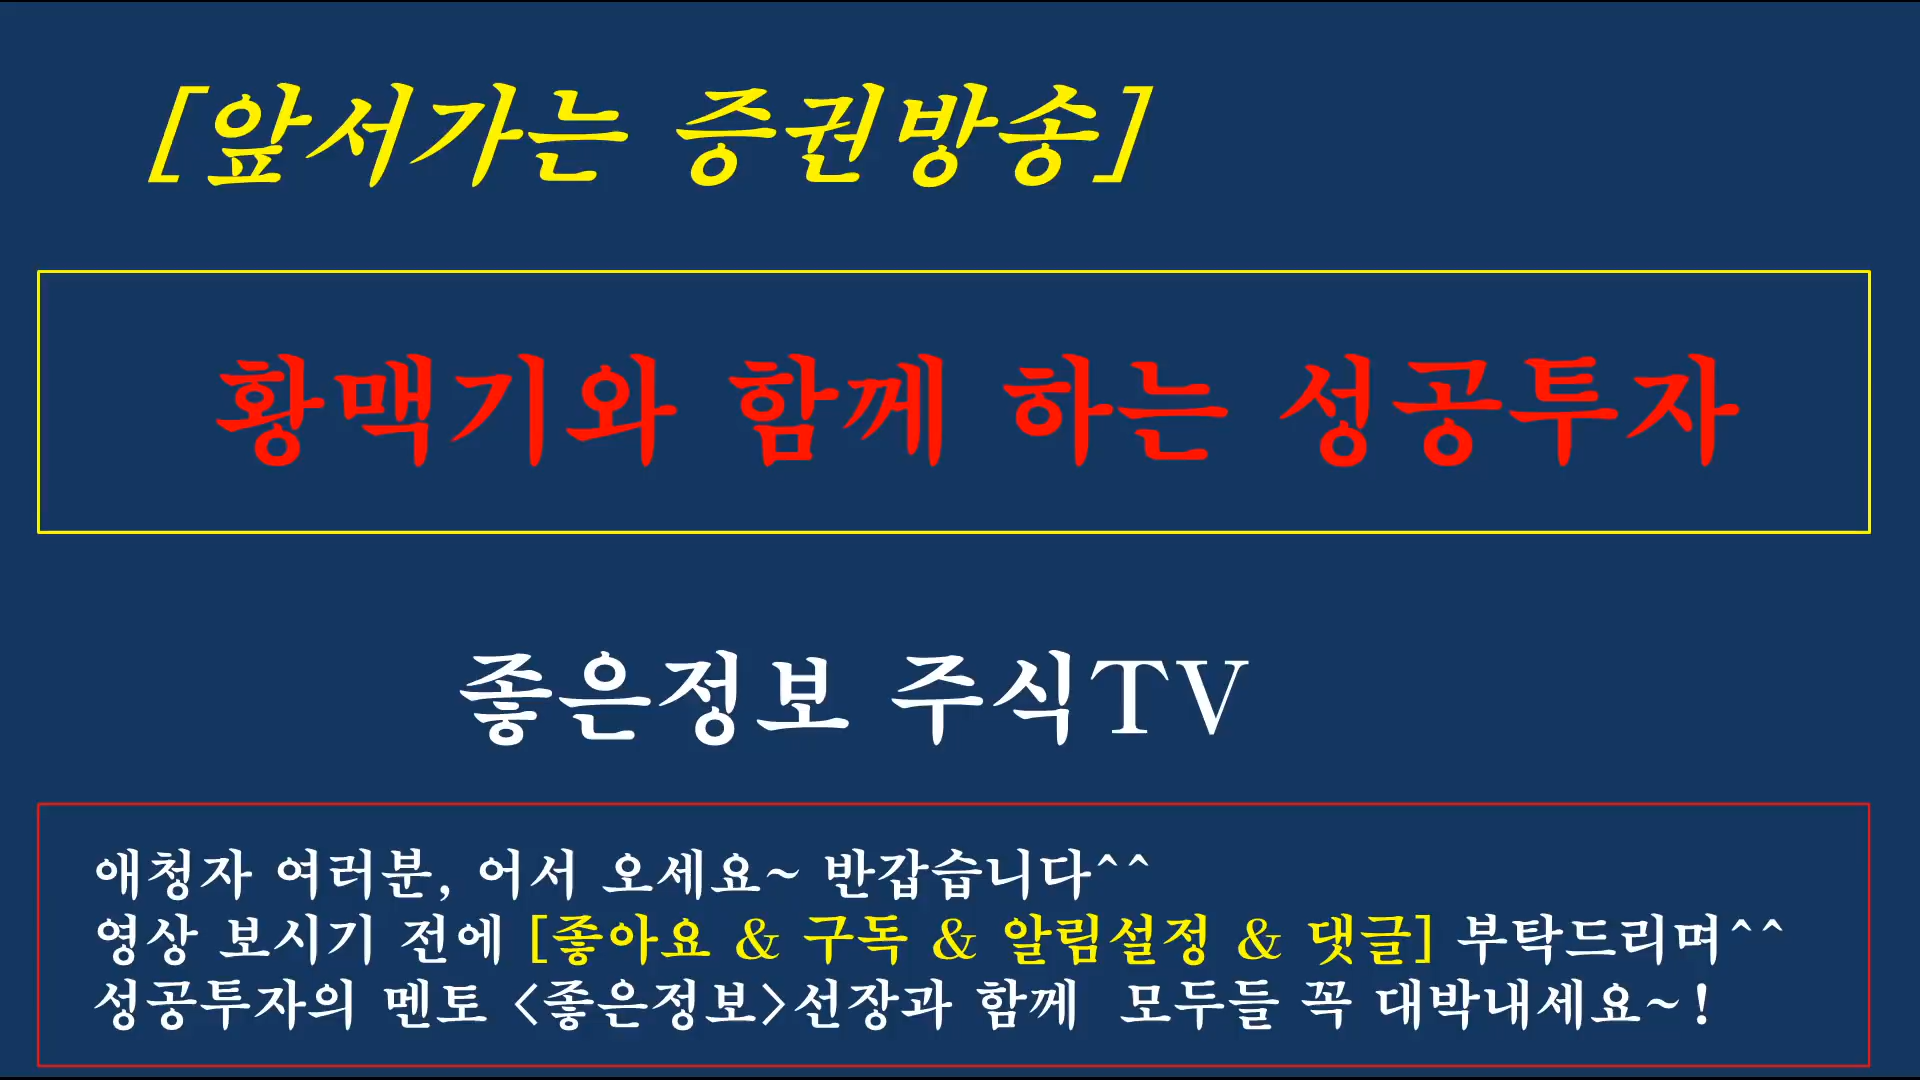 [앞서가는 증권방송]
황맥기와 함께 하는 성공투자
좋은정보 주식TV
애청자 여러분, 어서 오세요~ 반갑습니다^^
영상 보시기 전에 [좋아요 & 구독 & 알림설정 & 댓글] 부탁드리며^^
성공투자의 멘토 <좋은정보>선장과 함께 모두들 꼭 대박내세요~!